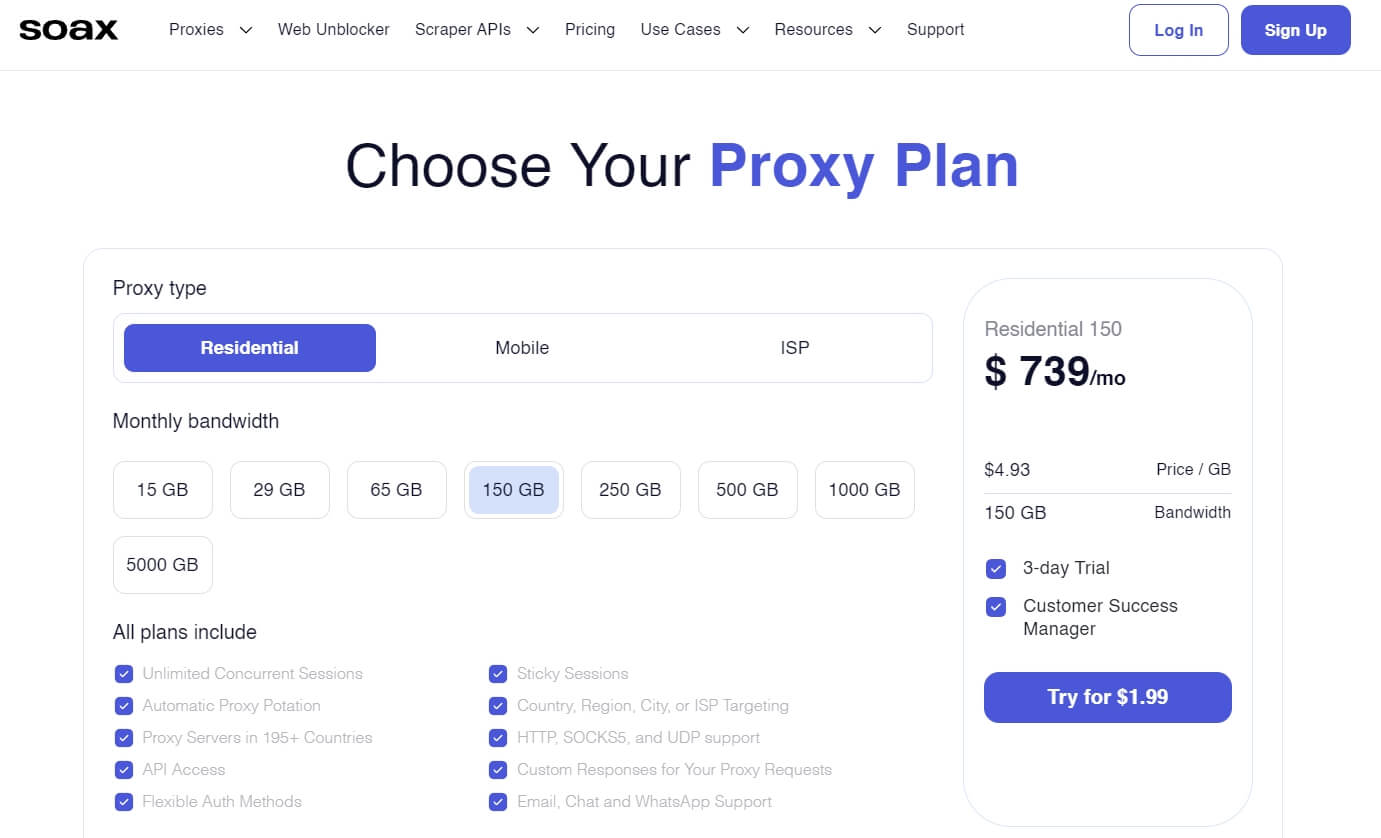 soax
Proxies Web Unblocker Scraper APIs Pricing Use Cases Resources Support Log In Sign Up
Choose Your Proxy Plan
Proxy type
Residential Mobile ISP
Monthly bandwidth
15 GB 29 GB 65 GB 150 GB 250 GB 500 GB 1000 GB
5000 GB
All plans include
Unlimited Concurrent Sessions
Automatic Proxy Potation
Proxy Servers in 195+ Countries
API Access
Flexible Auth Methods
Sticky Sessions
Country, Region, City, or ISP Targeting
HTTP, SOCKS5, and UDP support
Custom Responses for Your Proxy Requests
Email, Chat and WhatsApp Support
Residential 150
$ 739/mo
$4.93 Price / GB
150 GB Bandwidth
3-day Trial
Customer Success
Manager
Try for $1.99